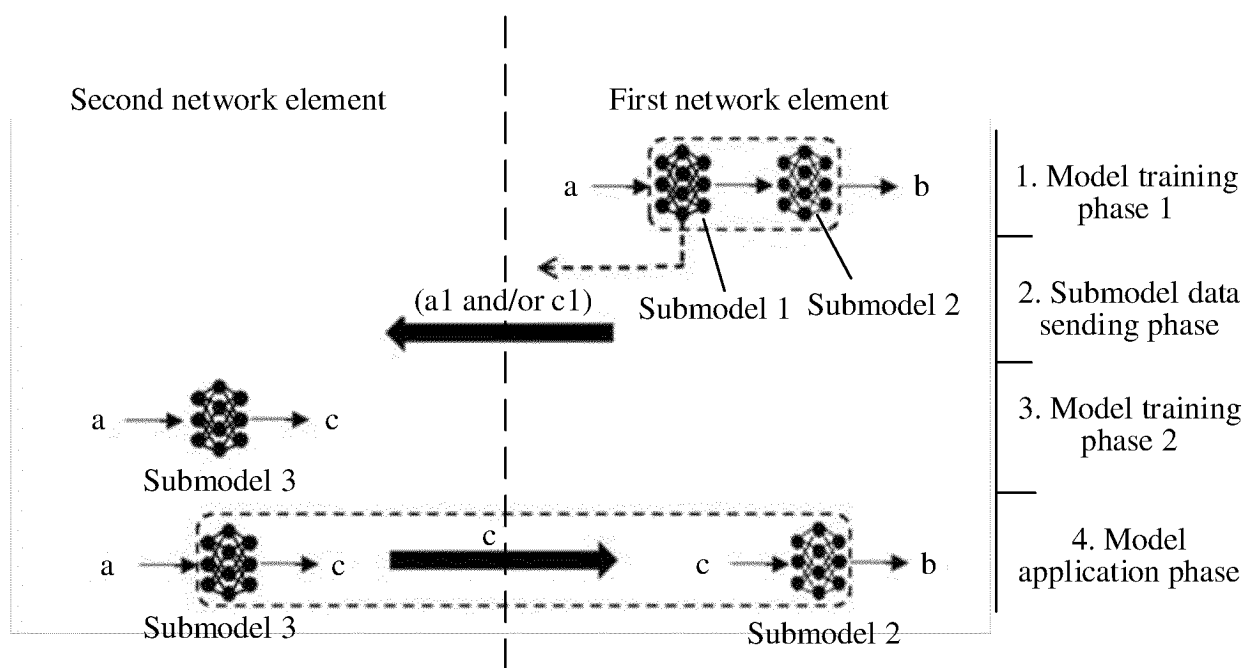 Second network element
First network element
a
b
1. Model training
phase 1
Submodel 1
Submodel 2
(a1 and/or c1)
2. Submodel data
sending phase
a
c
Submodel 3
3. Model training
phase 2
a
c
c
c
b
Submodel 3
Submodel 2
4. Model
application phase